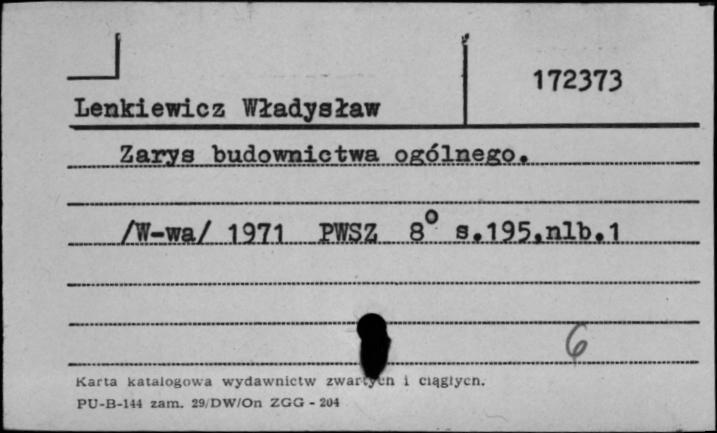 172373
Lenkiewicz Władysław
Zarys budownictwa ogólnego.
/W-wa/ 1971 PWSZ 8° s.195,nlb.1
6
Karta katalogowa wydawnictw zwartych i ciągłych.
PU-B-144 zam. 29/DW/On ZGG - 204